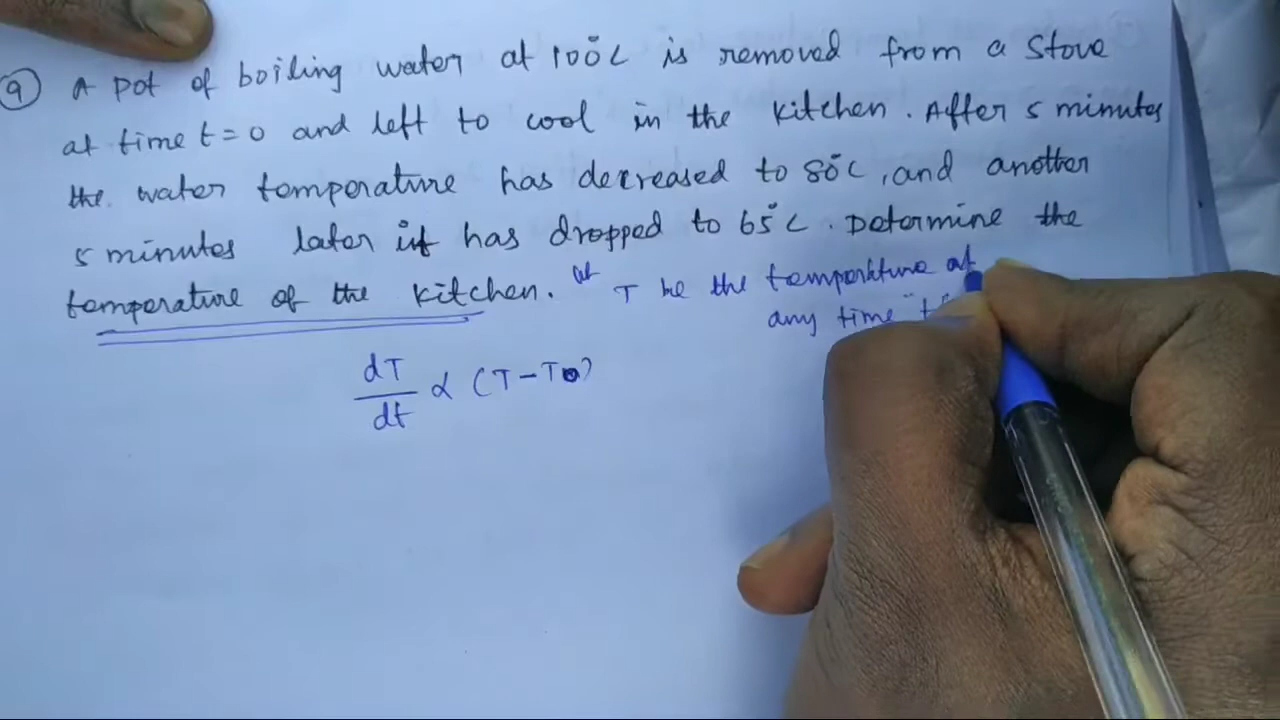 9 A pot of boiling water at 100°C is removed from a stove
at time t=0 and left to cool in the kitchen. After 5 minutes
the water temperature has decreased to 80°C, and another
5 minutes later it has dropped to 65°C. Determine the
temperature of the kitchen. Let T be the temperature at
any time "t"
dT/dt ∝ (T-T0)